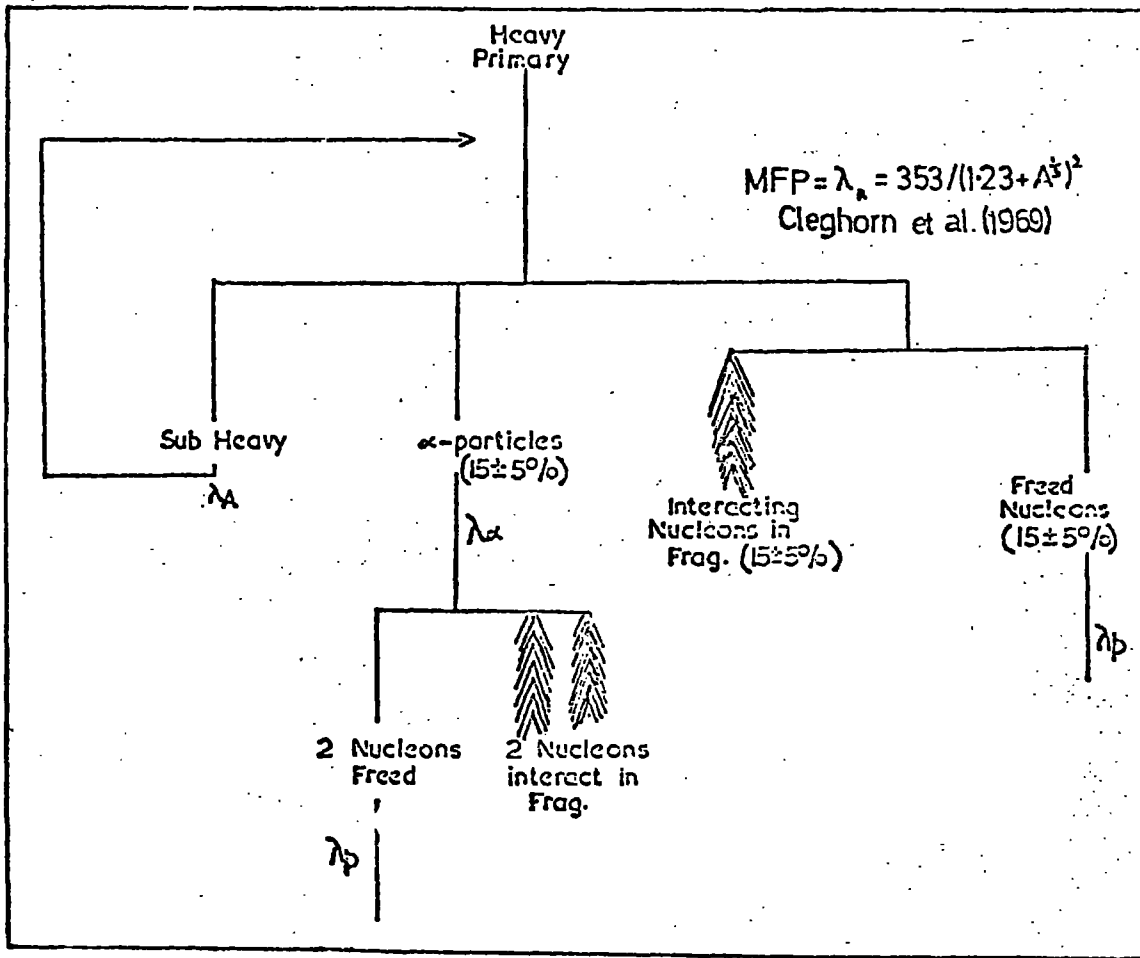 Heavy
Primary
MFP = λₐ = 353/(1·23+A^⅓)²
Cleghorn et al. (1969)
Sub Heavy
λA
α-particles
(15±5%)
λα
Interacting
Nucleons in
Frag. (15±5%)
Freed
Nucleons
(15±5%)
λp
2 Nucleons
Freed
2 Nucleons
interact in
Frag.
λp